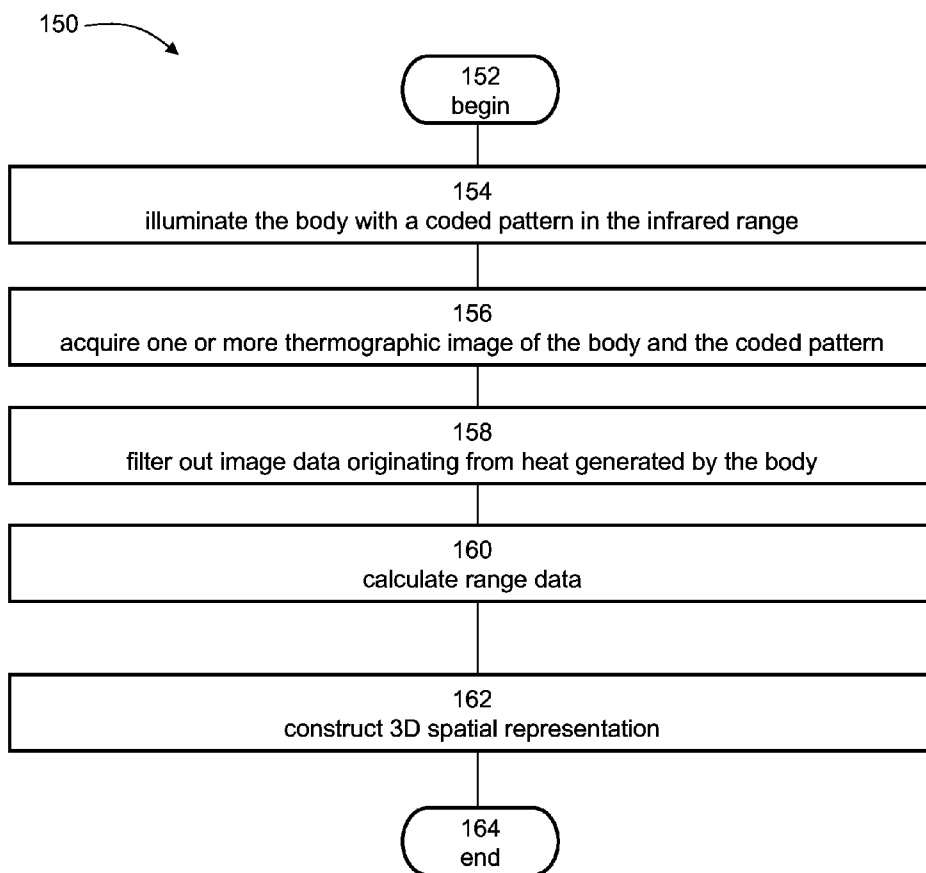 150
152
begin
154
illuminate the body with a coded pattern in the infrared range
156
acquire one or more thermographic image of the body and the coded pattern
158
filter out image data originating from heat generated by the body
160
calculate range data
162
construct 3D spatial representation
164
end